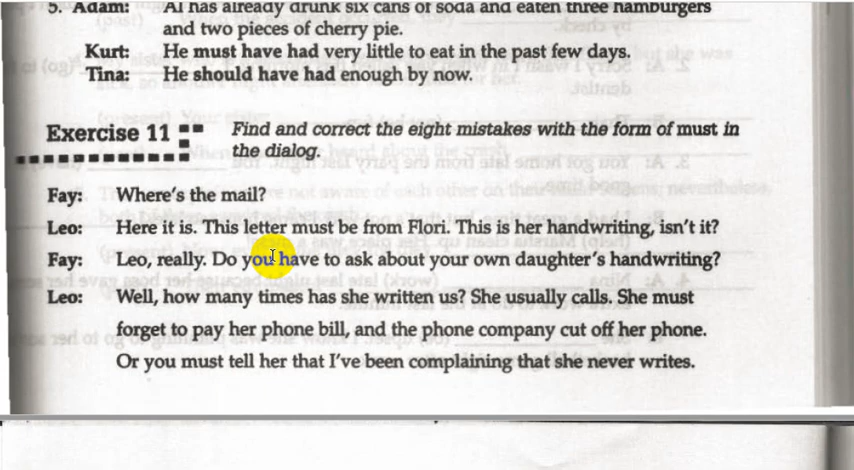 5. Adam: Al has already drunk six cans of soda and eaten three hamburgers
and two pieces of cherry pie.
Kurt: He must have had very little to eat in the past few days.
Tina: He should have had enough by now.
Exercise 11 Find and correct the eight mistakes with the form of must in
the dialog.
Fay: Where's the mail?
Leo: Here it is. This letter must be from Flori. This is her handwriting, isn't it?
Fay: Leo, really. Do you have to ask about your own daughter's handwriting?
Leo: Well, how many times has she written us? She usually calls. She must
forget to pay her phone bill, and the phone company cut off her phone.
Or you must tell her that I've been complaining that she never writes.